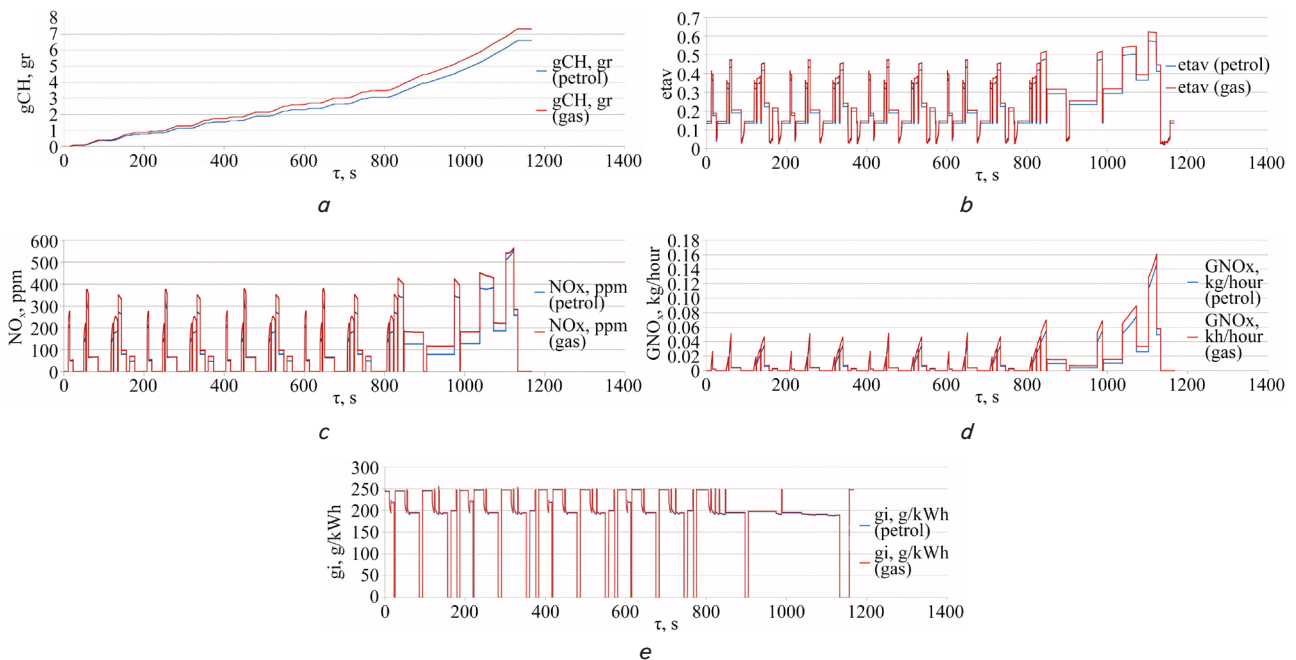 8
7
6
5
4
3
2
1
0
gCH, gr
gCH, gr
(petrol)
gCH, gr
(gas)
0 200 400 600 800 1000 1200 1400
τ, s
a
0.7
0.6
0.5
0.4
0.3
0.2
0.1
0
etav
etav (petrol)
etav (gas)
0 200 400 600 800 1000 1200 1400
τ, s
b
600
500
400
300
200
100
0
NOx, ppm
NOx, ppm
(petrol)
NOx, ppm
(gas)
0 200 400 600 800 1000 1200 1400
τ, s
c
0.18
0.16
0.14
0.12
0.10
0.08
0.06
0.04
0.02
0
GNOx, kg/hour
GNOx,
kg/hour
(petrol)
GNOx,
kh/hour
(gas)
0 200 400 600 800 1000 1200 1400
τ, s
d
300
250
200
150
100
50
0
gi, g/kWh
gi, g/kWh
(petrol)
gi, g/kWh
(gas)
0 200 400 600 800 1000 1200 1400
τ, s
e